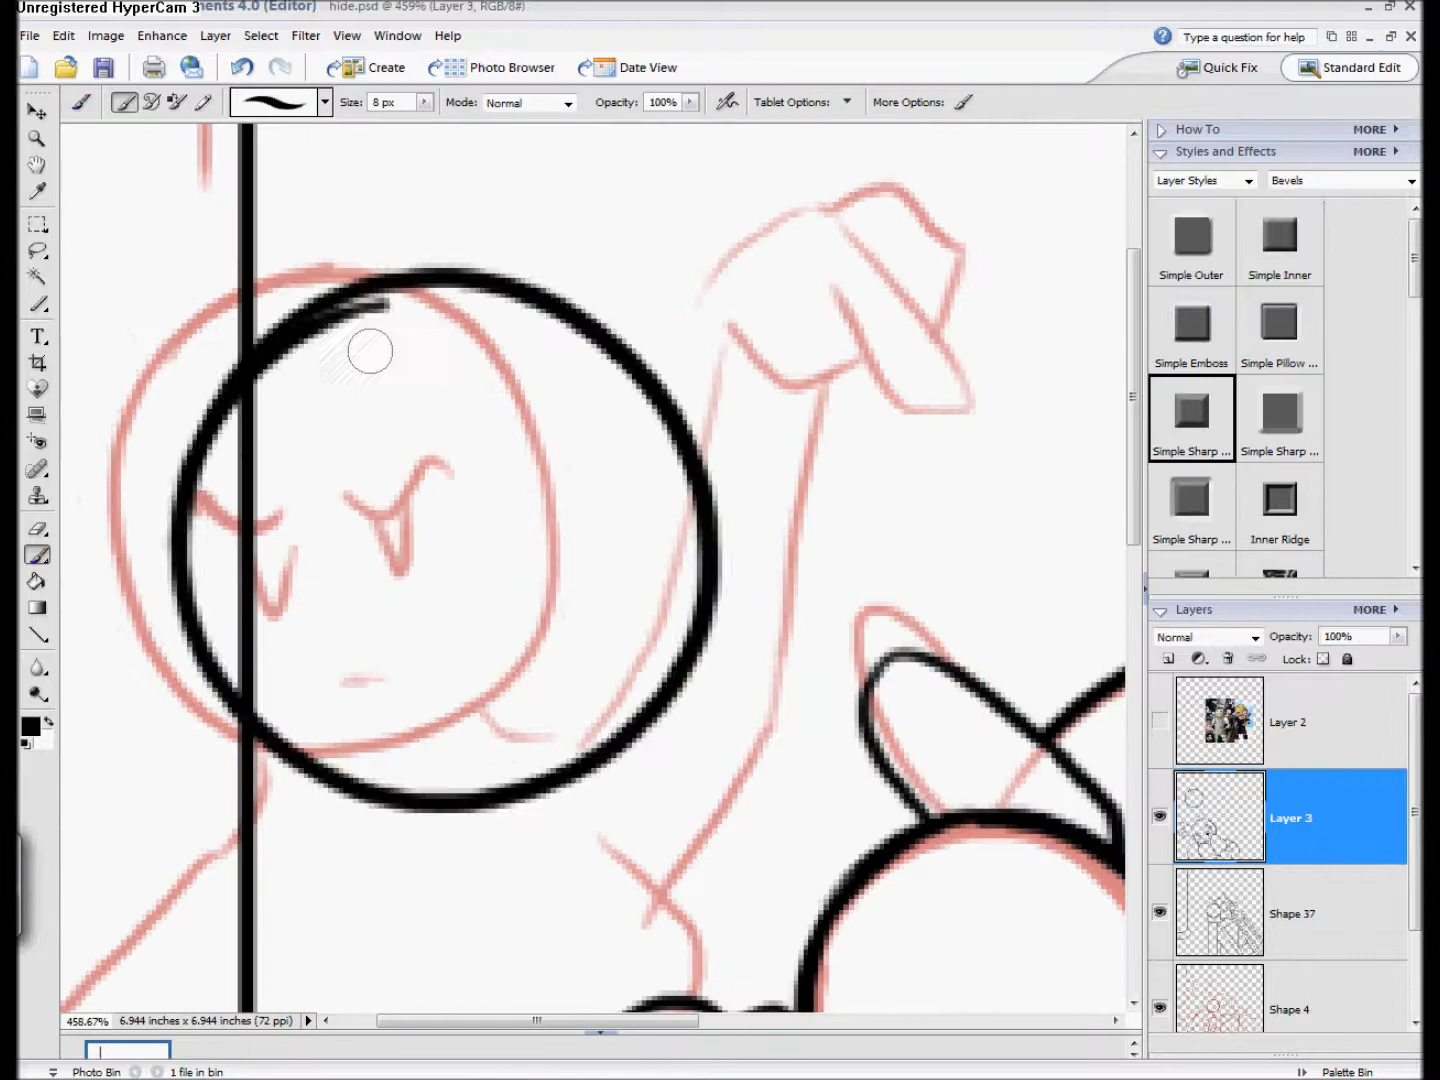 Unregistered HyperCam 3
ents 4.0 (Editor) hide.psd @ 459% (Layer 3, RGB/8#)
File Edit Image Enhance Layer Select Filter View Window Help
Type a question for help
Create Photo Browser Date View Quick Fix Standard Edit
Size: 8 px Mode: Normal Opacity: 100% Tablet Options: More Options:
How To MORE
Styles and Effects MORE
Layer Styles Bevels
Simple Outer Simple Inner
Simple Emboss Simple Pillow ...
Simple Sharp ... Simple Sharp ...
Simple Sharp ... Inner Ridge
Layers MORE
Normal Opacity: 100%
Lock:
Layer 2
Layer 3
Shape 37
Shape 4
458.67% 6.944 inches x 6.944 inches (72 ppi)
Photo Bin 1 file in bin Palette Bin